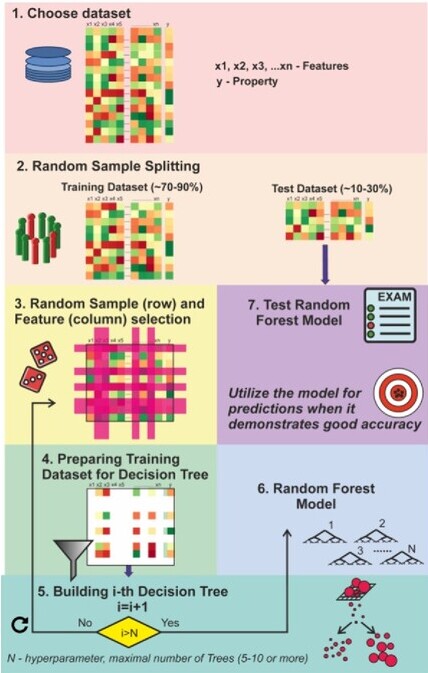 1. Choose dataset
x1 x2 x3 x4 x5 xn y
x1, x2, x3, ...xn - Features
y - Property
2. Random Sample Splitting
Training Dataset (~70-90%)
x1 x2 x3 x4 x5 xn y
Test Dataset (~10-30%)
x1 x2 x3 x4 x5 xn y
3. Random Sample (row) and
Feature (column) selection
x1 x2 x3 x4 x5 xn y
7. Test Random
Forest Model
EXAM
Utilize the model for
predictions when it
demonstrates good accuracy
4. Preparing Training
Dataset for Decision Tree
x1 x2 x3 x4 x5 xn y
6. Random Forest
Model
1
2
3
......
N
5. Building i-th Decision Tree
i=i+1
No
i>N
Yes
N - hyperparameter, maximal number of Trees (5-10 or more)